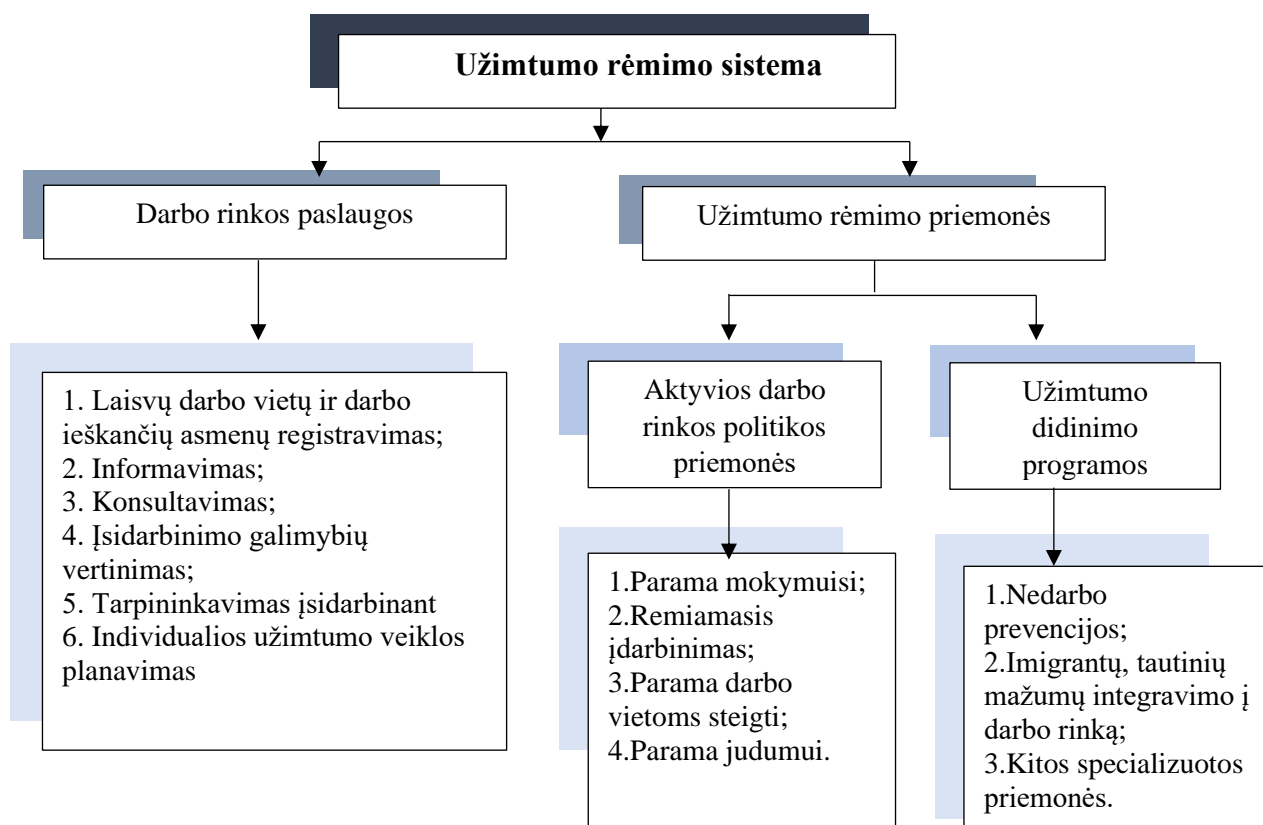 Užimtumo rėmimo sistema
Darbo rinkos paslaugos
Užimtumo rėmimo priemonės
1. Laisvų darbo vietų ir darbo
ieškančių asmenų registravimas;
2. Informavimas;
3. Konsultavimas;
4. Įsidarbinimo galimybių
vertinimas;
5. Tarpininkavimas įsidarbinant
6. Individualios užimtumo veiklos
planavimas
Aktyvios darbo
rinkos politikos
priemonės
Užimtumo
didinimo
programos
1.Parama mokymuisi;
2.Remiamasis
įdarbinimas;
3.Parama darbo
vietoms steigti;
4.Parama judumui.
1.Nedarbo
prevencijos;
2.Imigrantų, tautinių
mažumų integravimo į
darbo rinką;
3.Kitos specializuotos
priemonės.